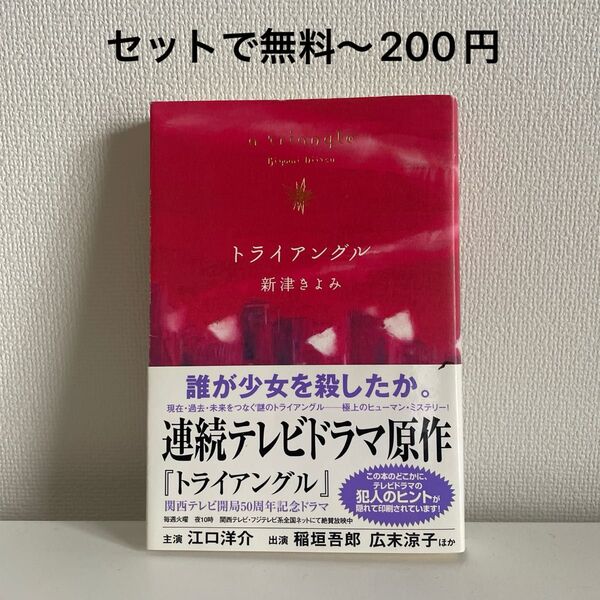 セットで無料〜200円
a triangle
Kiyomi Niitsu
トライアングル
新津きよみ
誰が少女を殺したか。
現在・過去・未来をつなぐ謎のトライアングル――極上のヒューマン・ミステリー!
連続テレビドラマ原作
『トライアングル』
関西テレビ開局50周年記念ドラマ
毎週火曜 夜10時 関西テレビ・フジテレビ系全国ネットにて絶賛放映中
この本のどこかに、
テレビドラマの
犯人のヒントが
隠れて印刷されています!
主演 江口洋介 出演 稲垣吾郎 広末涼子ほか